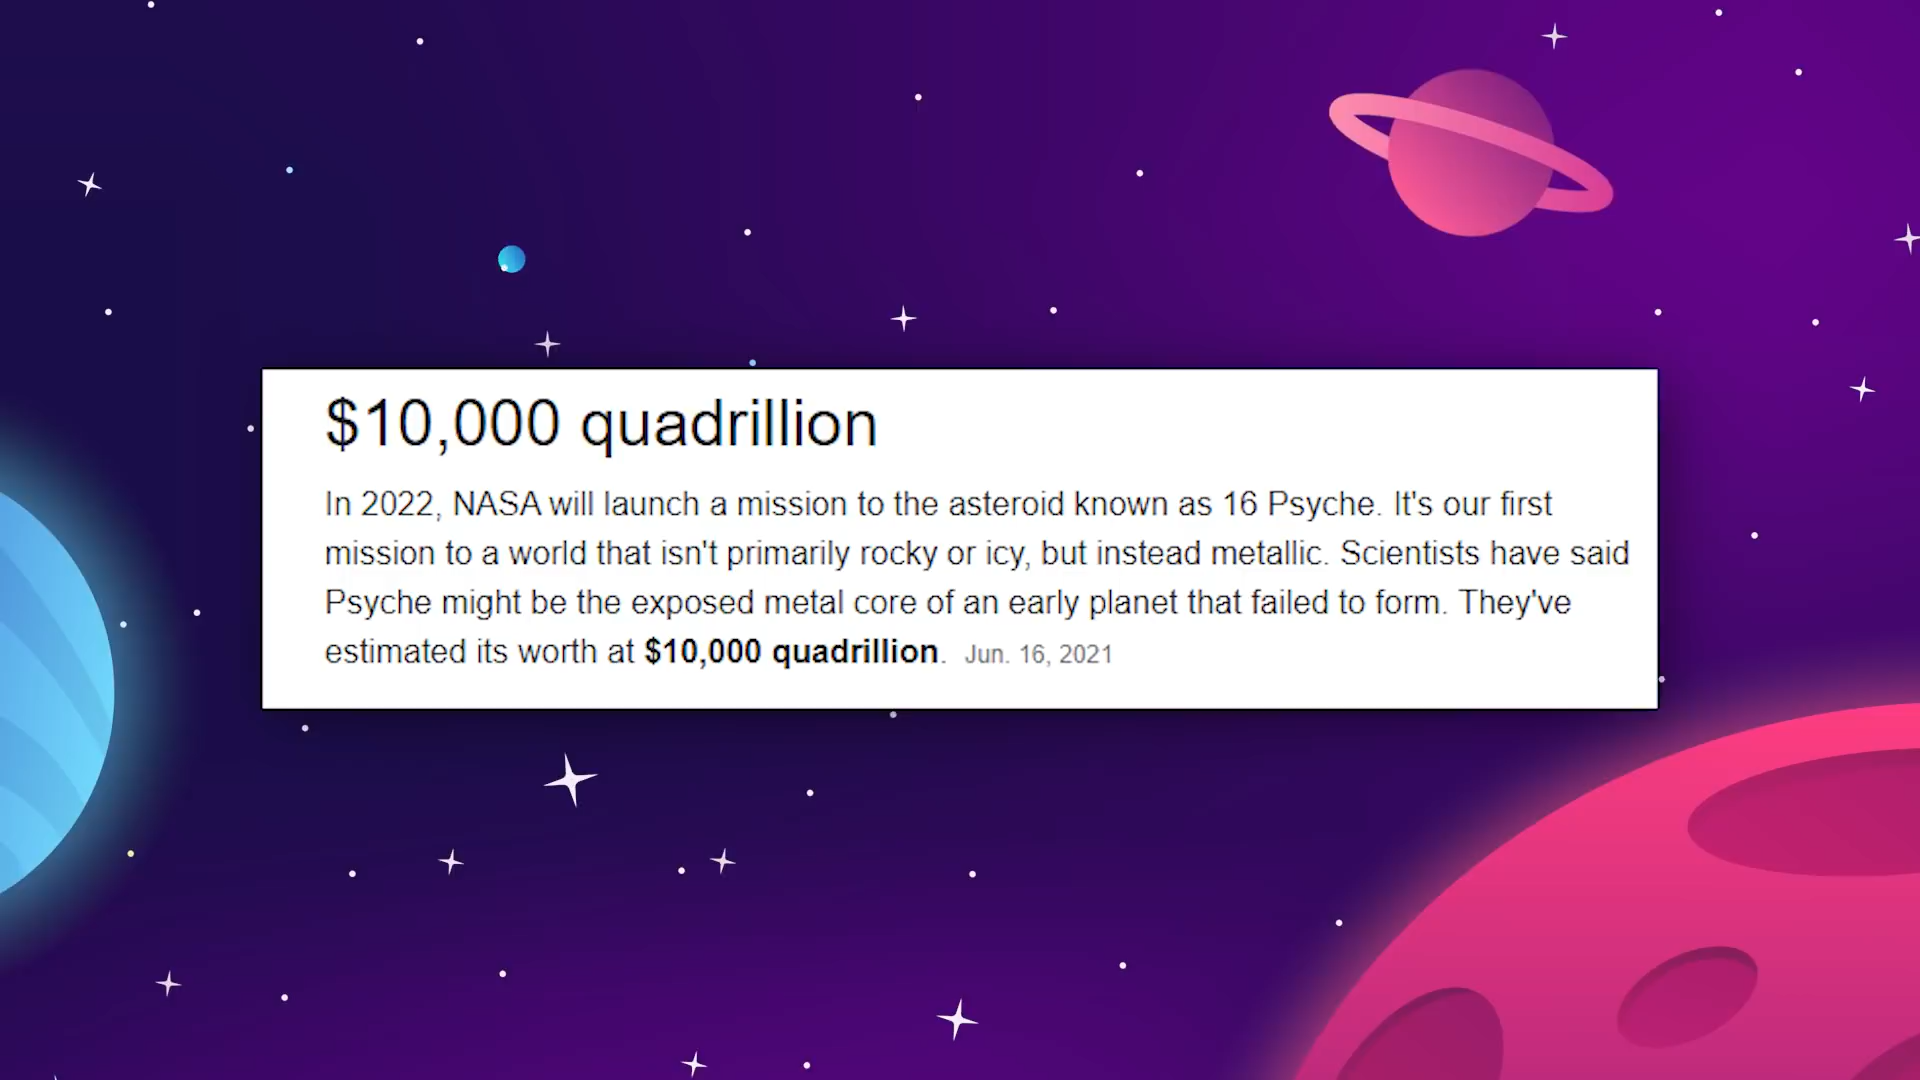 $10,000 quadrillion
In 2022, NASA will launch a mission to the asteroid known as 16 Psyche. It's our first
mission to a world that isn't primarily rocky or icy, but instead metallic. Scientists have said
Psyche might be the exposed metal core of an early planet that failed to form. They've
estimated its worth at $10,000 quadrillion. Jun. 16, 2021